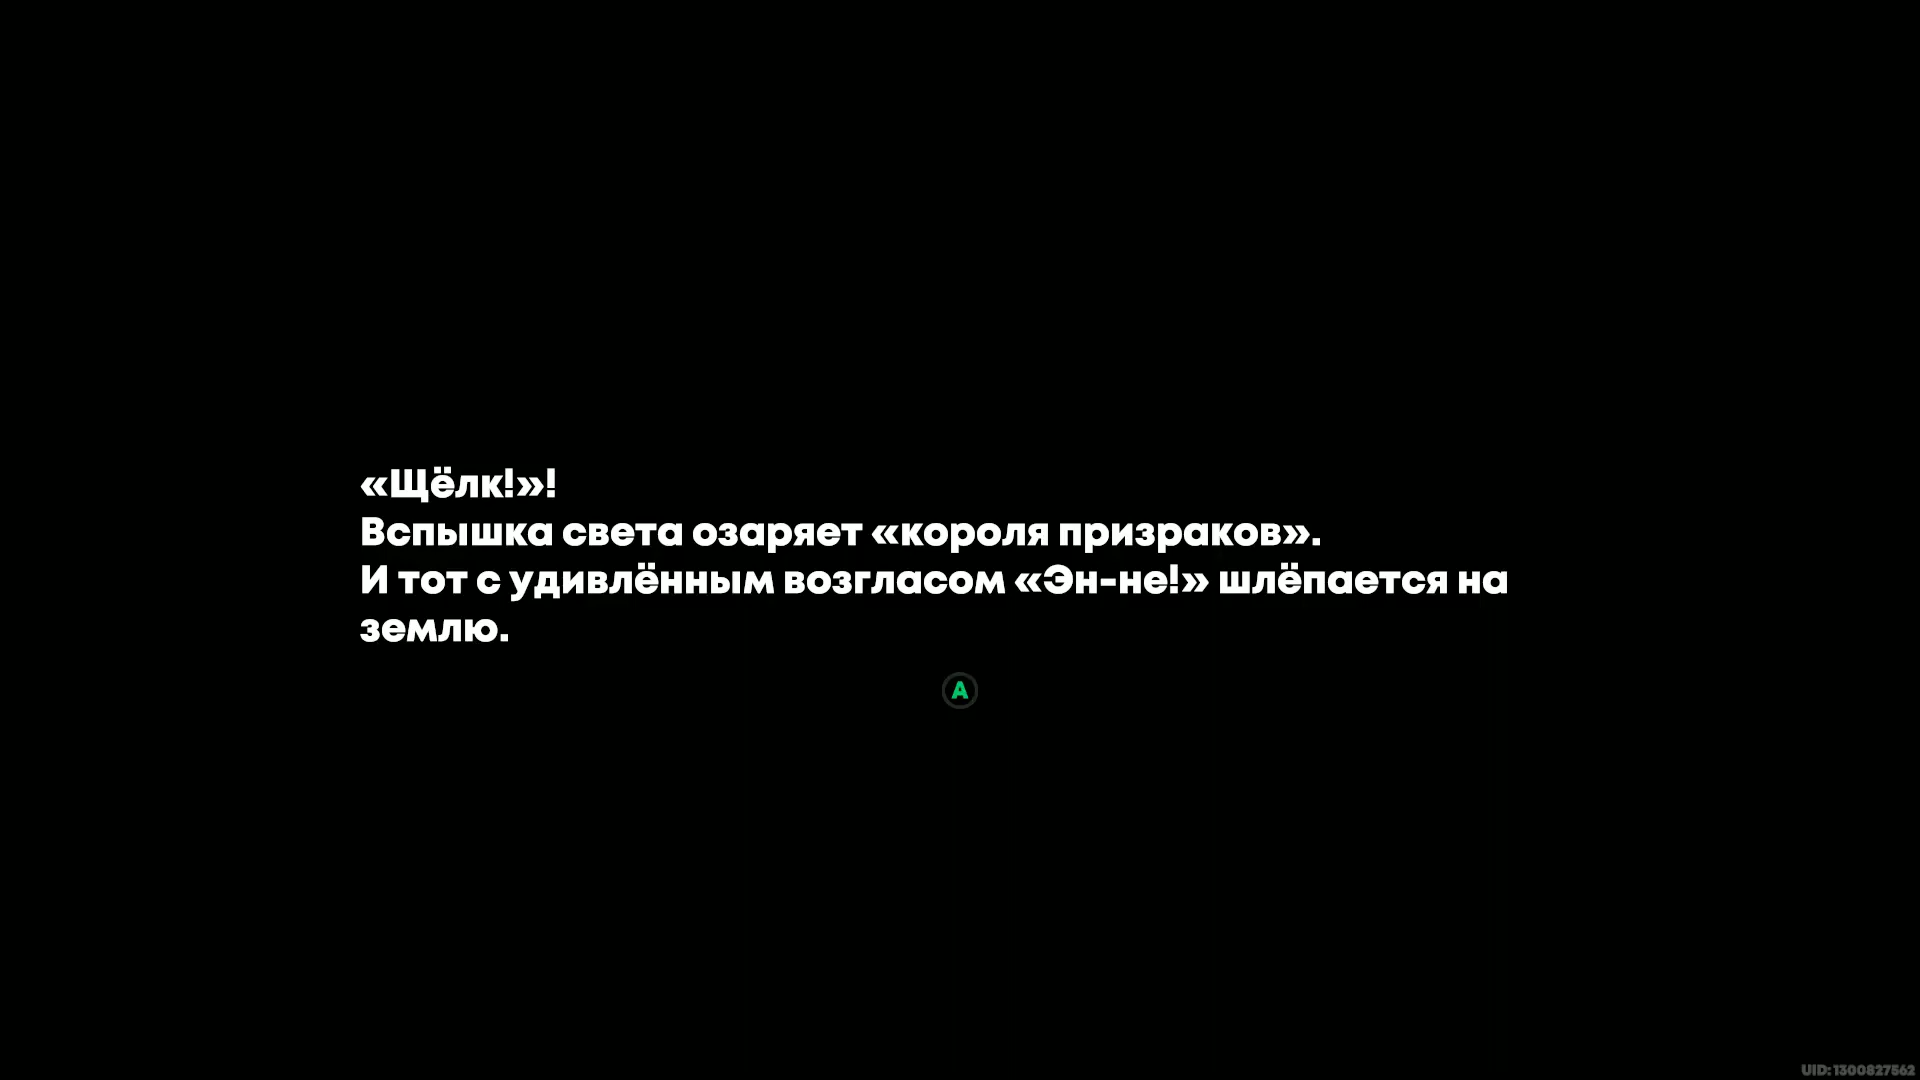 «Щёлк!»!
Вспышка света озаряет «короля призраков».
И тот с удивлённым возгласом «Эн-не!» шлёпается на
землю.
A
UID: 1300827562